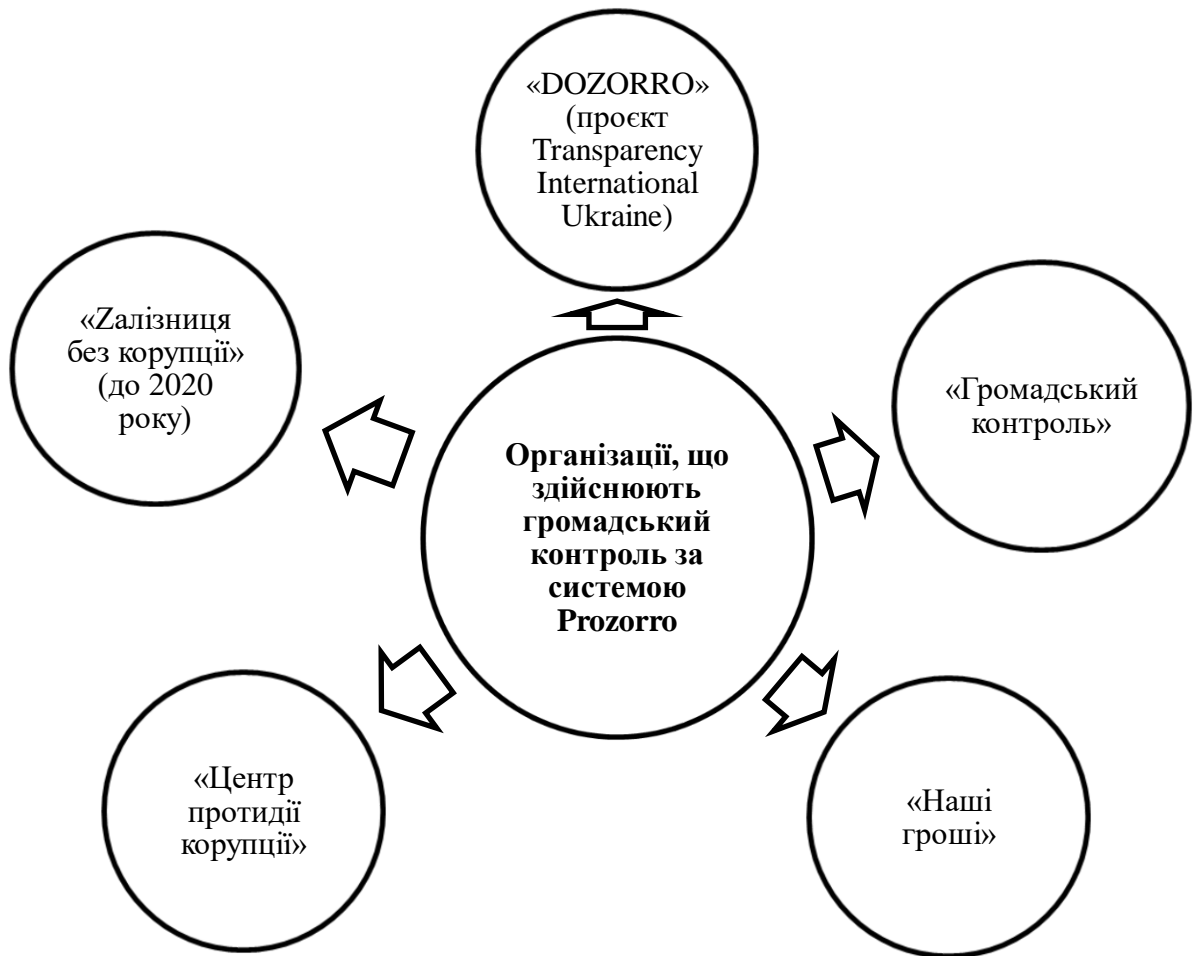 «DOZORRO»
(проєкт
Transparency
International
Ukraine)
«Zалізниця
без корупції»
(до 2020
року)
«Громадський
контроль»
Організації, що
здійснюють
громадський
контроль за
системою
Prozorro
«Центр
протидії
корупції»
«Наші
гроші»